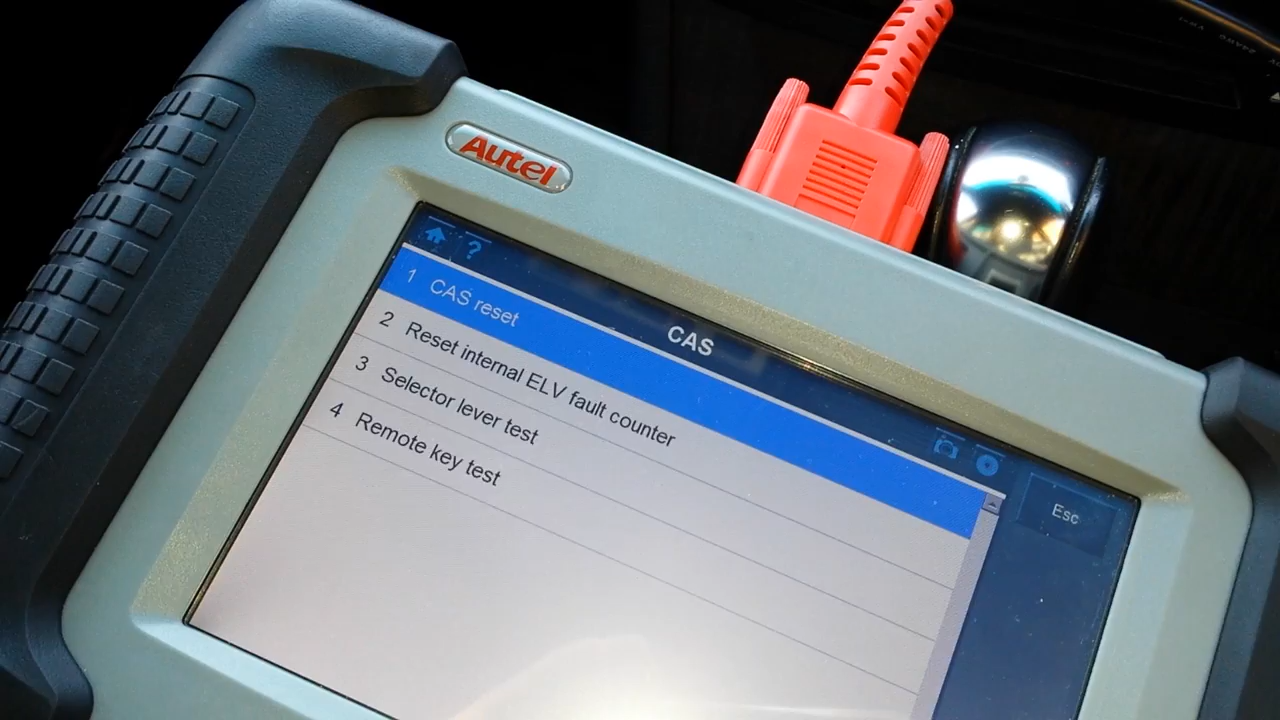 Autel
?
CAS
1 CAS reset
2 Reset internal ELV fault counter
3 Selector lever test
4 Remote key test
Esc